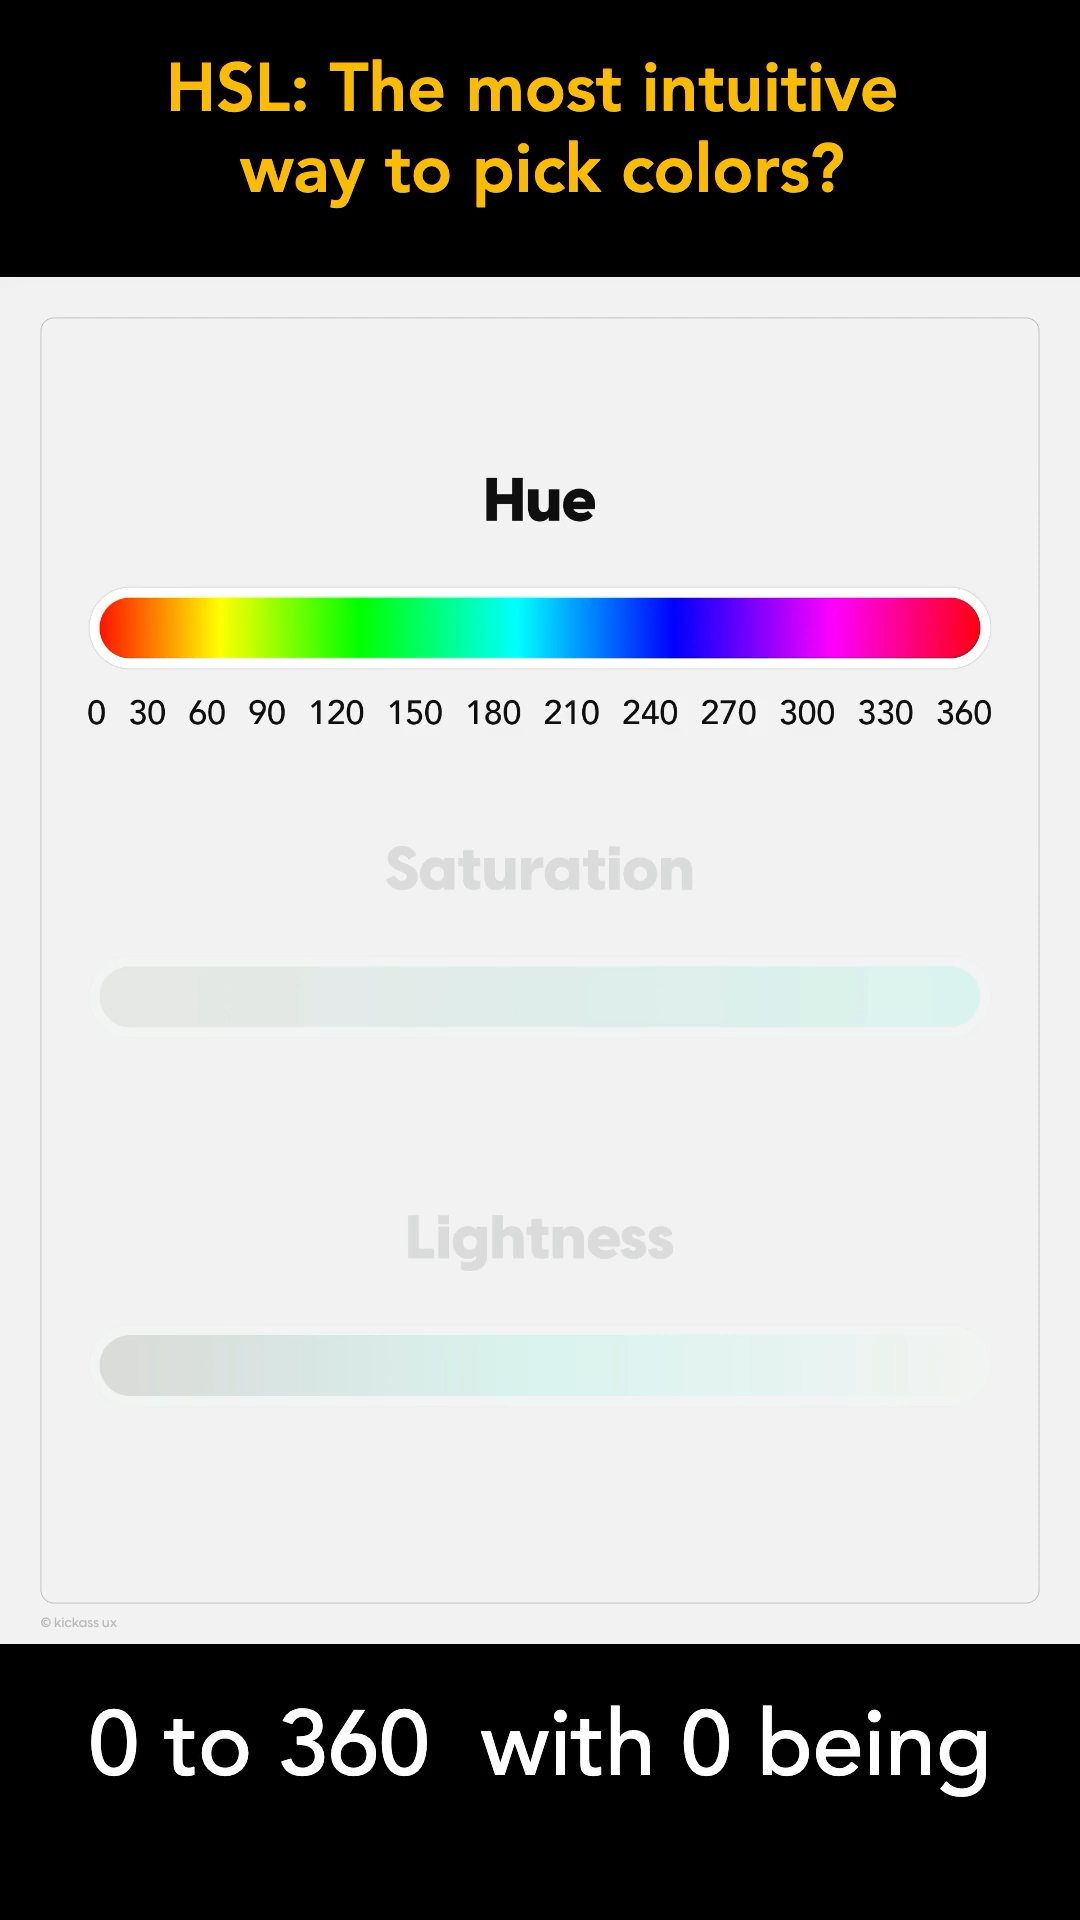 HSL: The most intuitive
way to pick colors?
Hue
0 30 60 90 120 150 180 210 240 270 300 330 360
Saturation
Lightness
© kickass ux
0 to 360 with 0 being